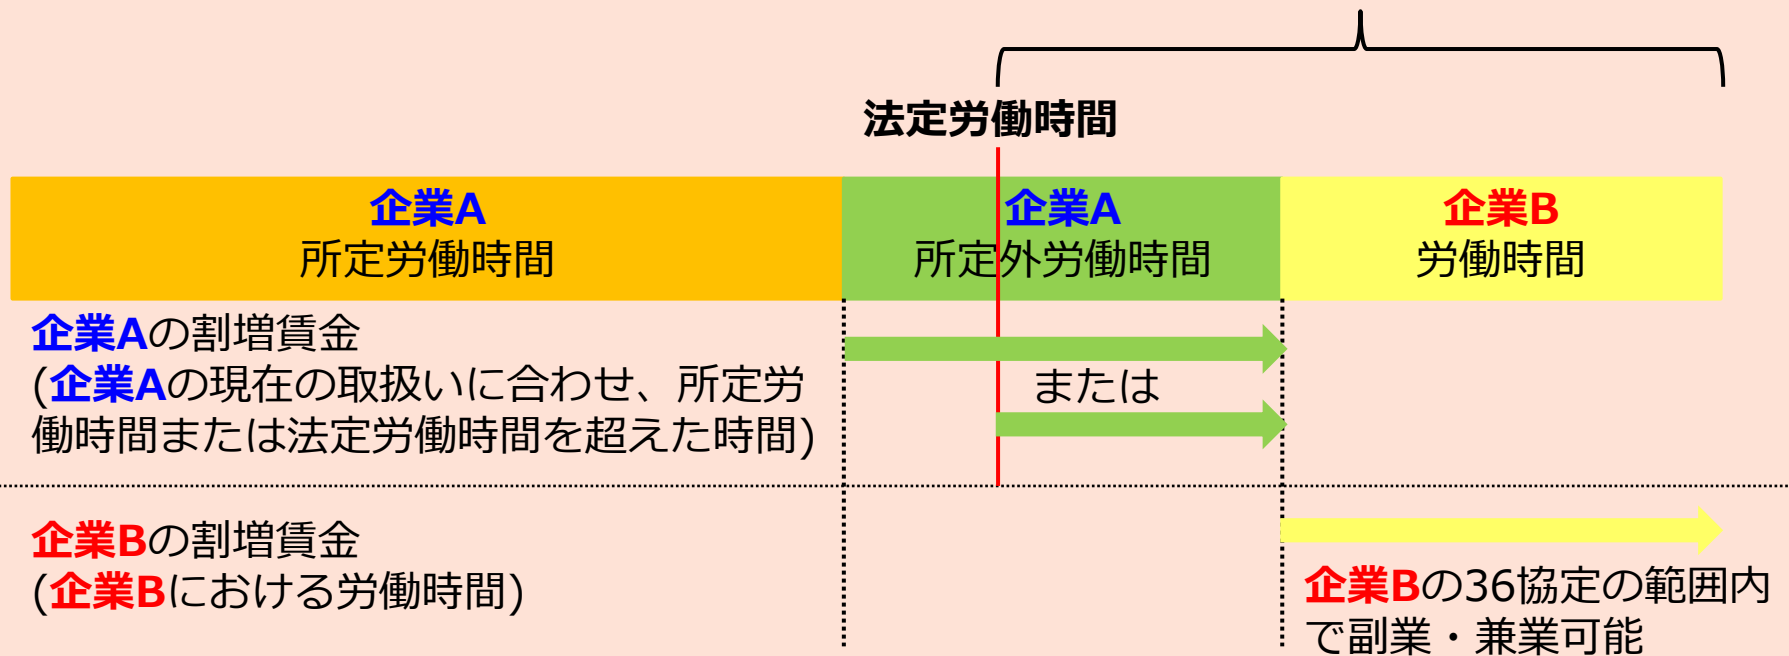 法定労働時間
企業A
所定労働時間
企業A
所定外労働時間
企業B
労働時間
企業Aの割増賃金
(企業Aの現在の取扱いに合わせ、所定労
働時間または法定労働時間を超えた時間)
または
企業Bの割増賃金
(企業Bにおける労働時間)
企業Bの36協定の範囲内
で副業・兼業可能